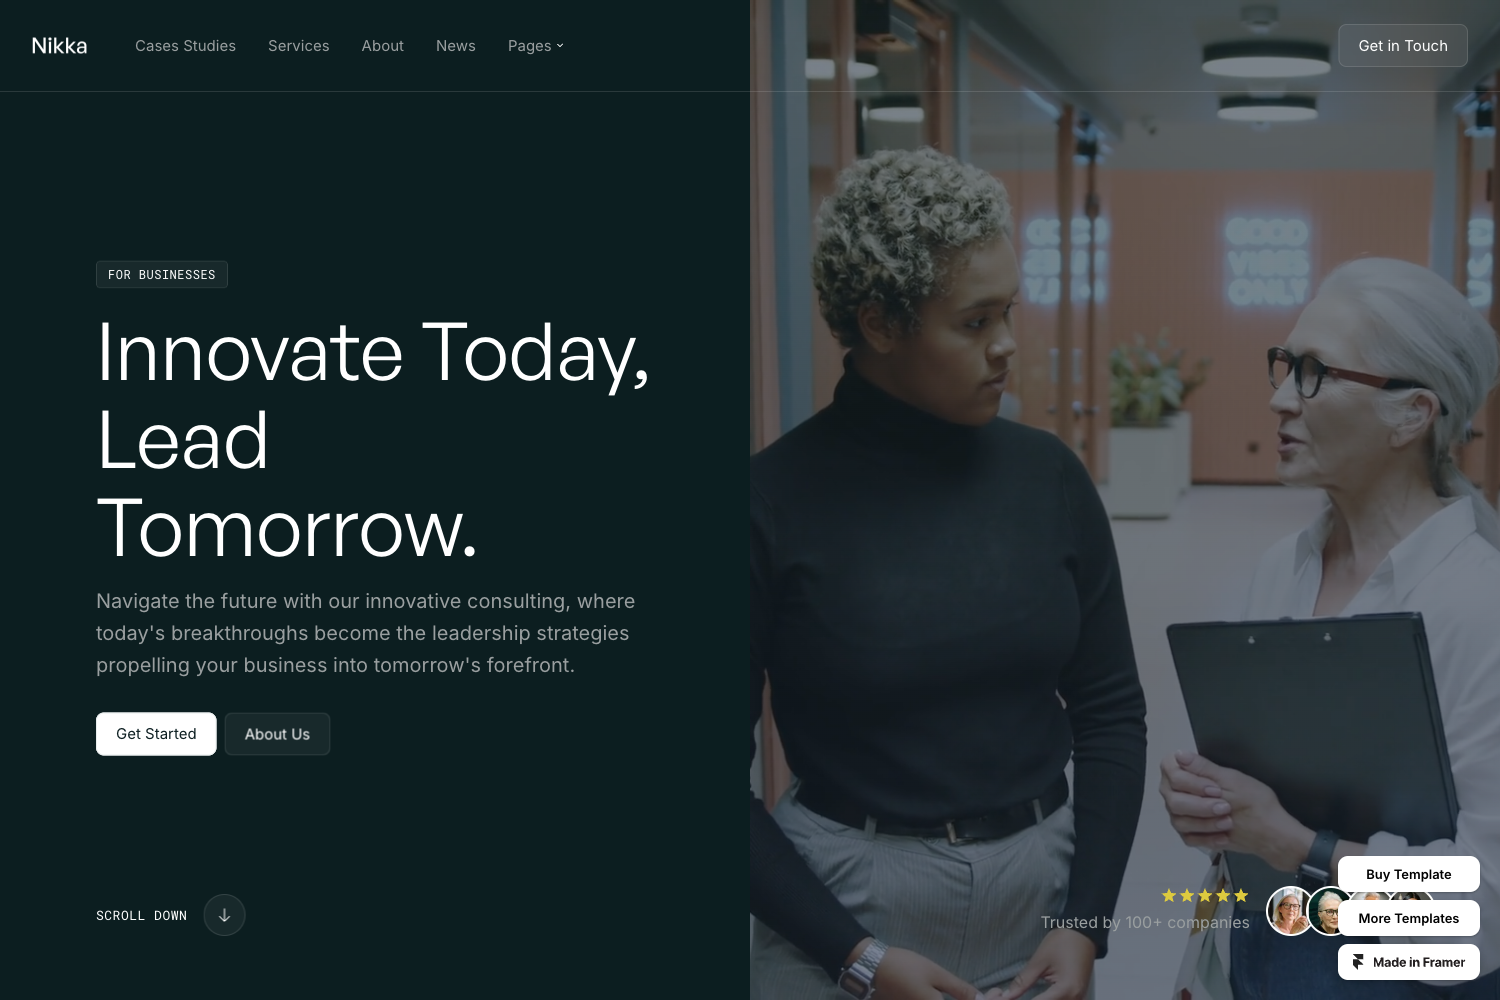 Nikka
Cases Studies
Services
About
News
Pages
Get in Touch
FOR BUSINESSES
Innovate Today,
Lead
Tomorrow.
Navigate the future with our innovative consulting, where
today's breakthroughs become the leadership strategies
propelling your business into tomorrow's forefront.
Get Started
About Us
SCROLL DOWN
GOOD
VIBES
ONLY
Trusted by 100+ companies
Buy Template
More Templates
Made in Framer